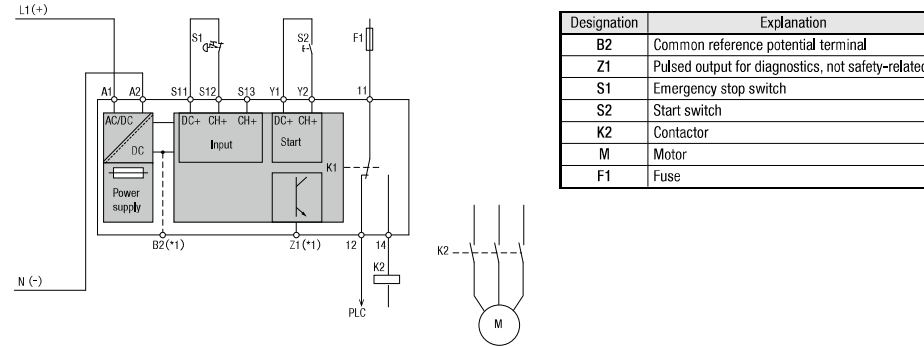 L1(+)
S1
S2
F1
A1 A2 S11 S12 S13 Y1 Y2 11
AC/DC DC+ CH+ CH+ DC+ CH+
DC Input Start
K1
Power
supply
B2(*1) Z1(*1) 12 14
K2
N (-)
PLC
K2
M
Designation Explanation
B2 Common reference potential terminal
Z1 Pulsed output for diagnostics, not safety-related
S1 Emergency stop switch
S2 Start switch
K2 Contactor
M Motor
F1 Fuse